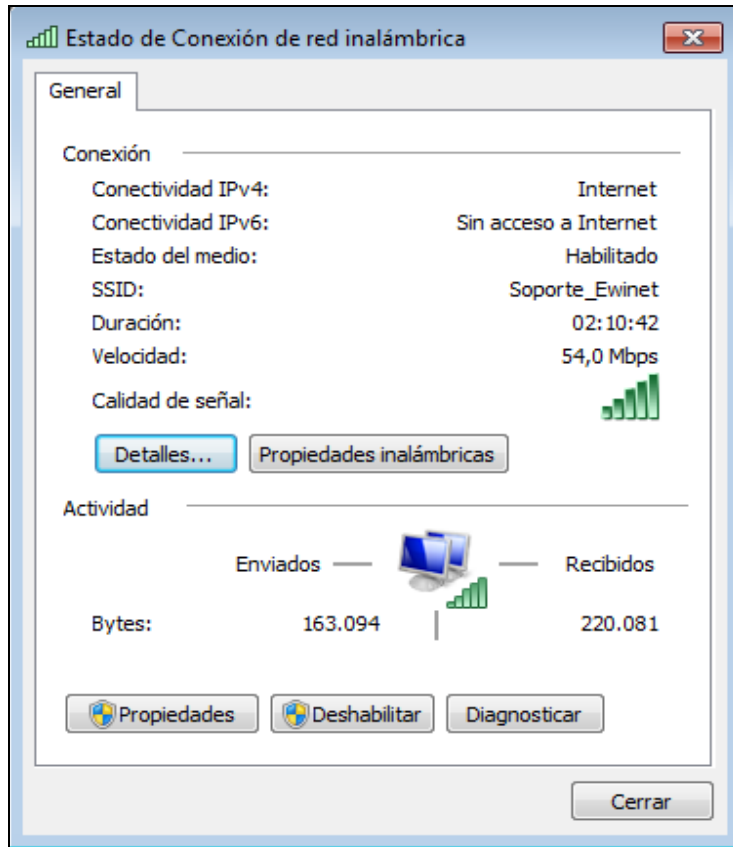 Estado de Conexión de red inalámbrica
General
Conexión
Conectividad IPv4: Internet
Conectividad IPv6: Sin acceso a Internet
Estado del medio: Habilitado
SSID: Soporte_Ewinet
Duración: 02:10:42
Velocidad: 54,0 Mbps
Calidad de señal:
Detalles... Propiedades inalámbricas
Actividad
Enviados Recibidos
Bytes: 163.094 220.081
Propiedades Deshabilitar Diagnosticar
Cerrar